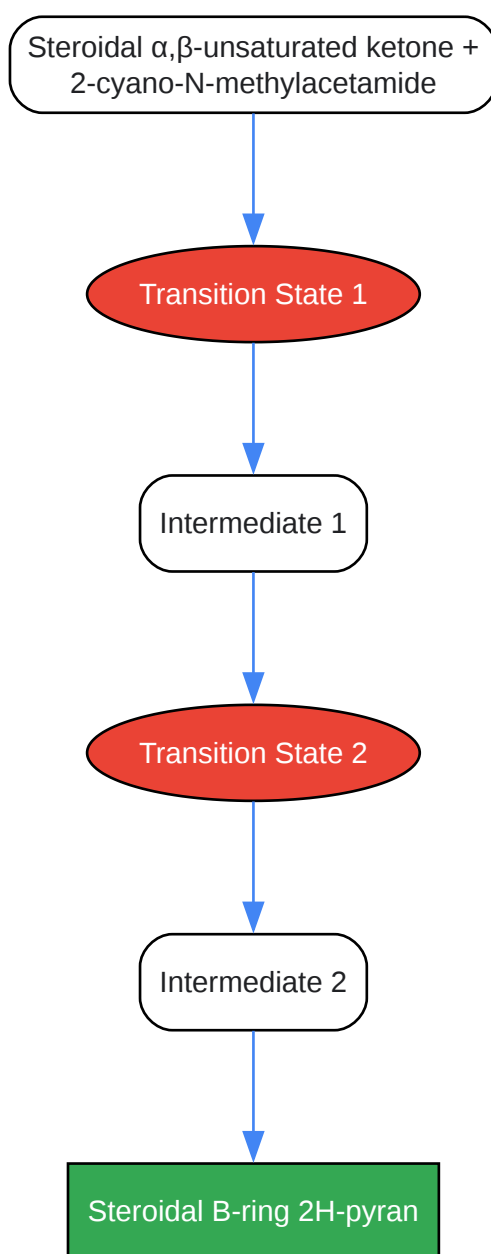 Steroidal α,β-unsaturated ketone +
2-cyano-N-methylacetamide
Transition State 1
Intermediate 1
Transition State 2
Intermediate 2
Steroidal B-ring 2H-pyran